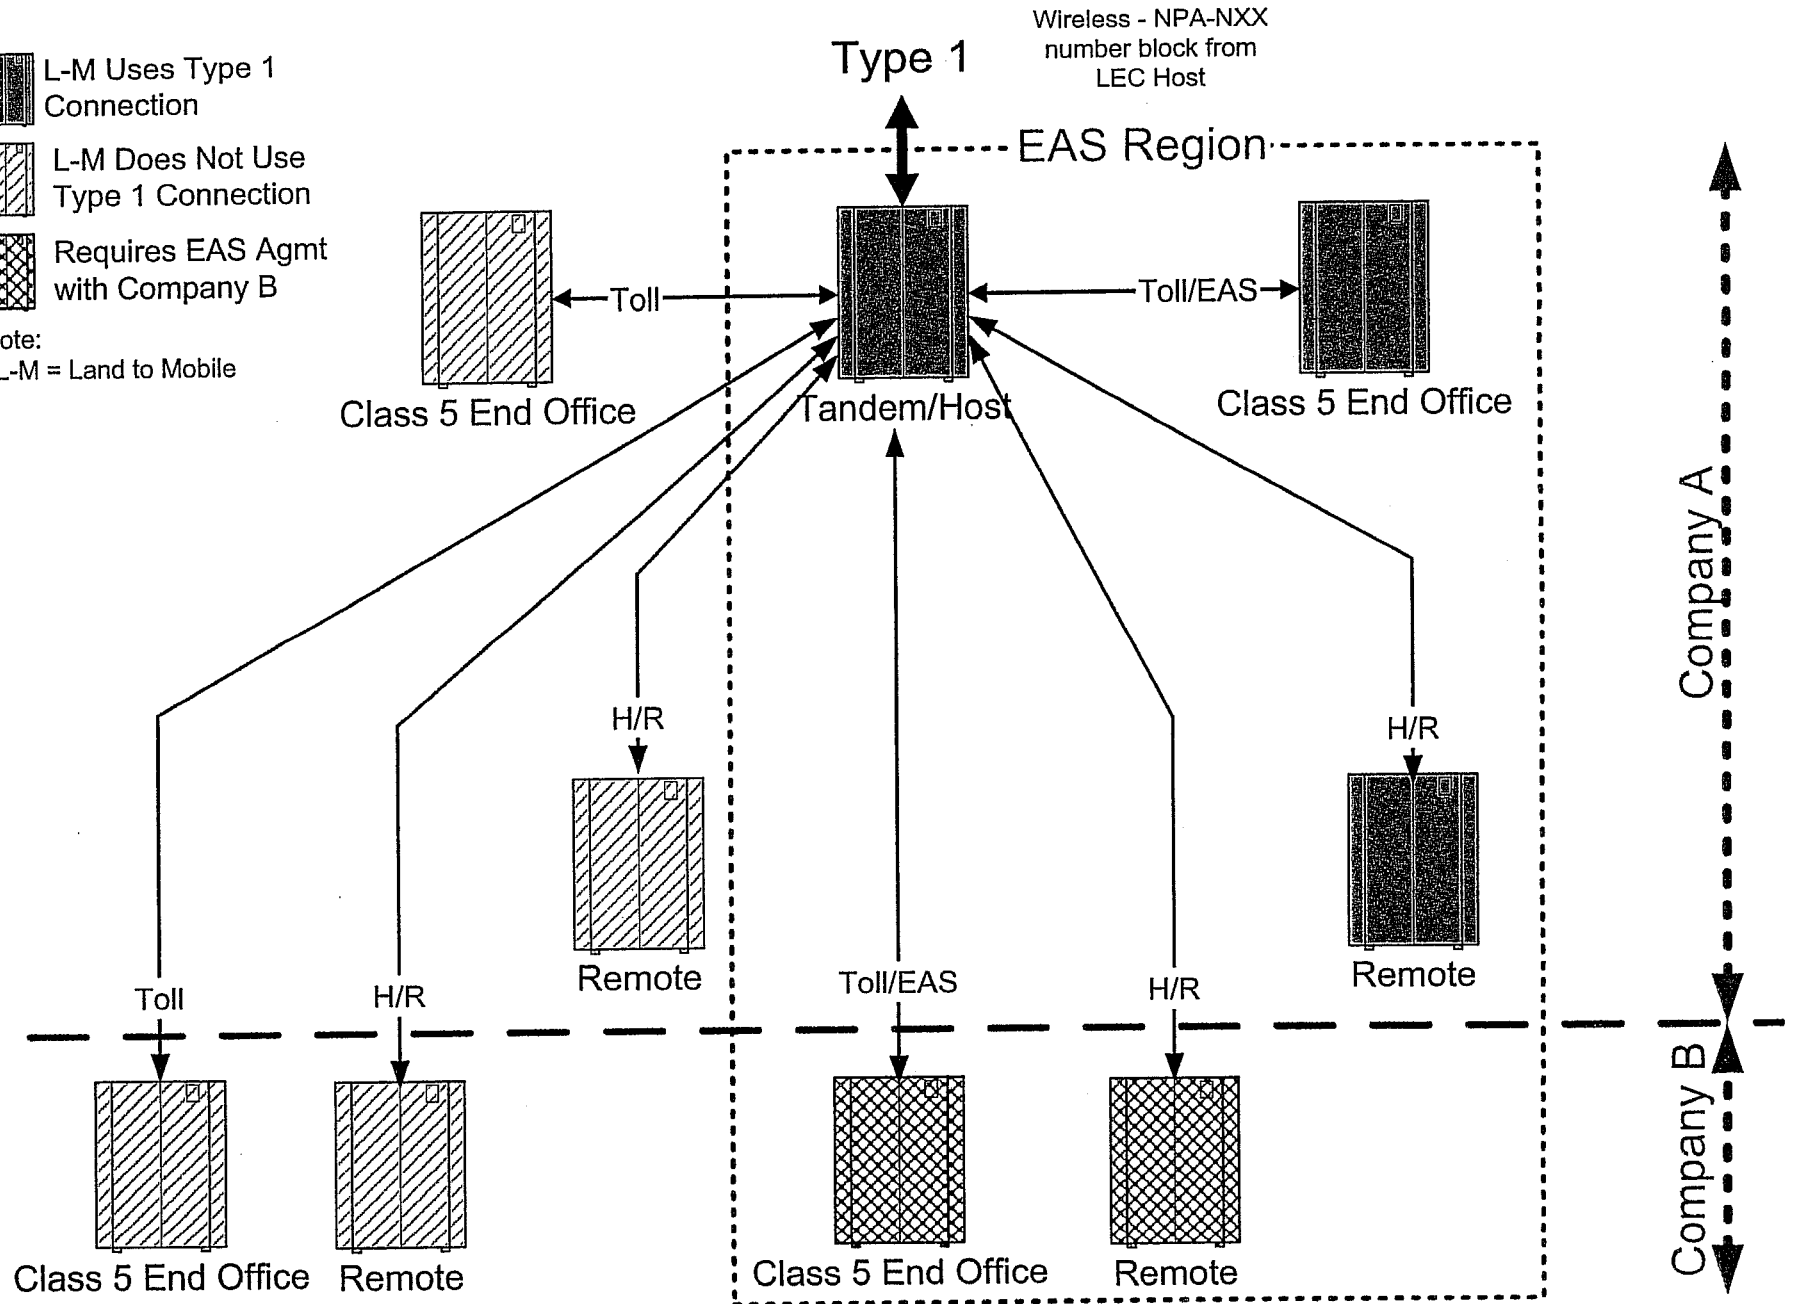 Wireless - NPA-NXX
number block from
LEC Host
Type 1
L-M Uses Type 1
Connection
L-M Does Not Use
Type 1 Connection
Requires EAS Agmt
with Company B
ote:
L-M = Land to Mobile
EAS Region
Toll
Toll/EAS
Class 5 End Office
Tandem/Host
Class 5 End Office
Company A
H/R
H/R
Remote
Remote
Toll
H/R
Toll/EAS
H/R
Company B
Class 5 End Office
Remote
Class 5 End Office
Remote